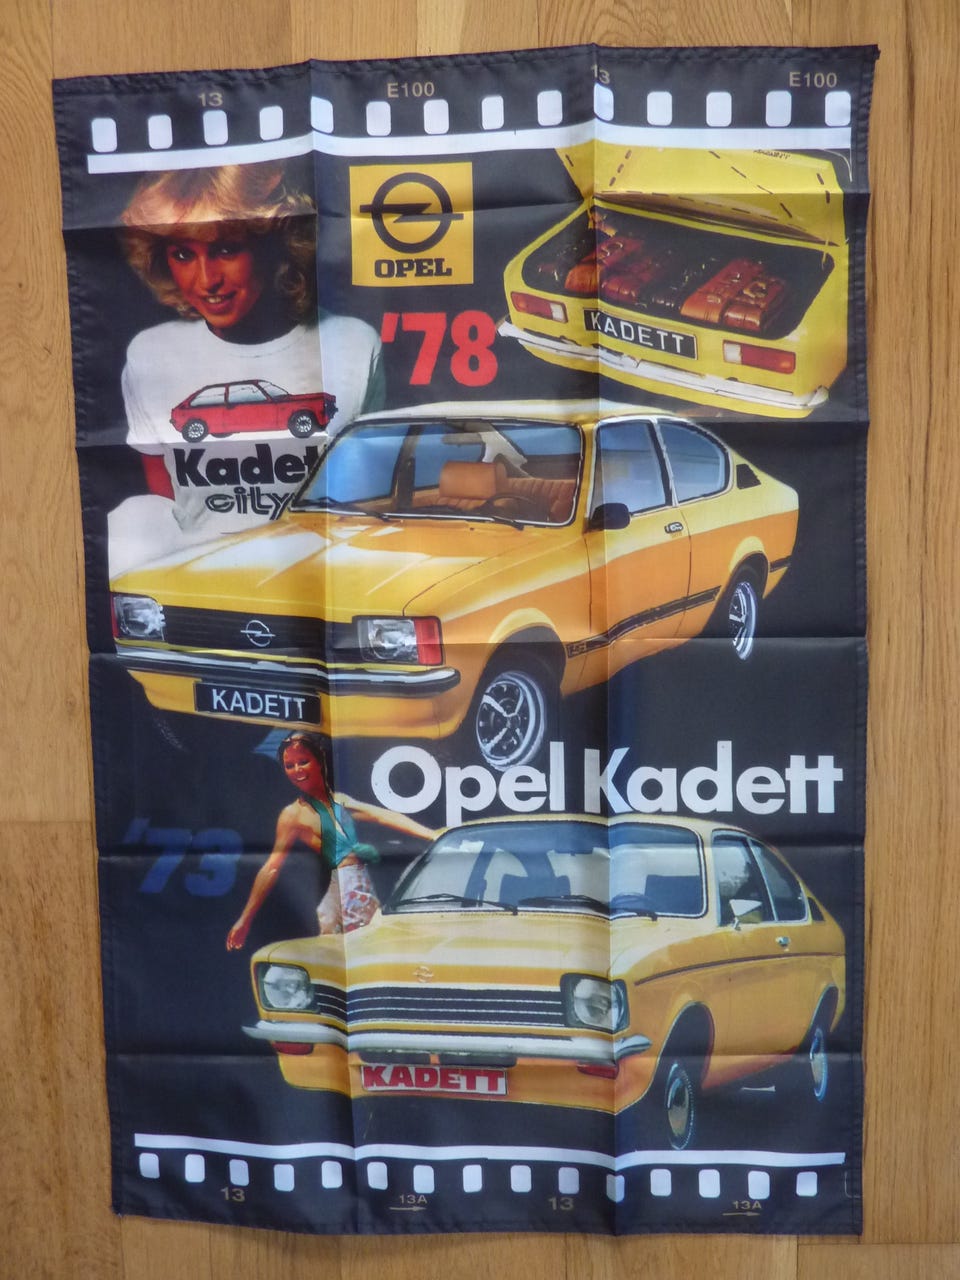 13 E100 13 E100
OPEL
'78
KADETT
Kadett
city
KADETT
Opel Kadett
'73
KADETT
13 13A 13 13A